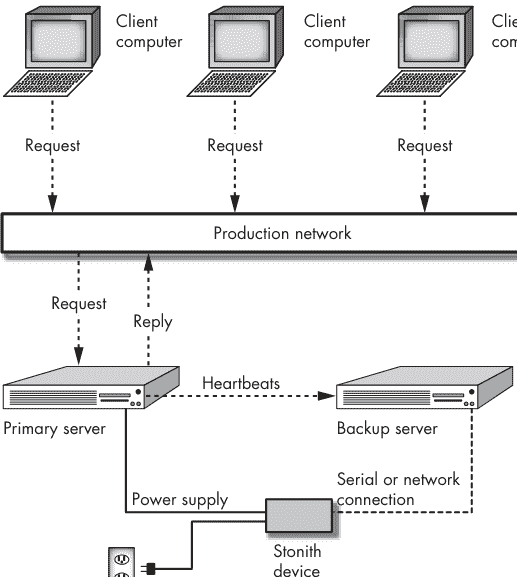 Client
computer
Client
computer
Request
Request
Request
Production network
Request
Reply
Heartbeats
Primary server
Backup server
Serial or network
connection
Power supply
Stonith
device